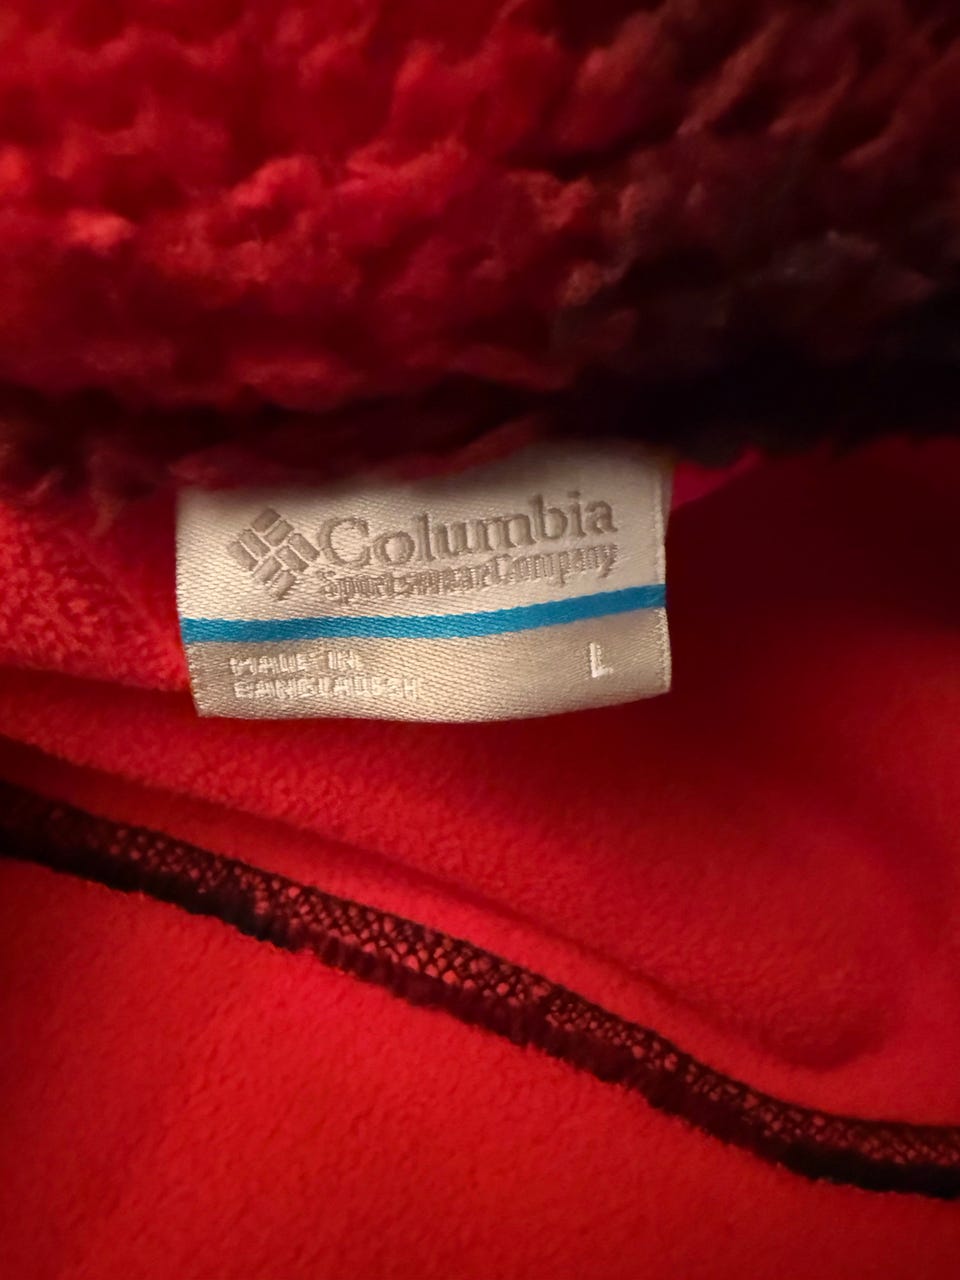 Columbia
Sportswear Company
MADE IN
BANGLADESH
L